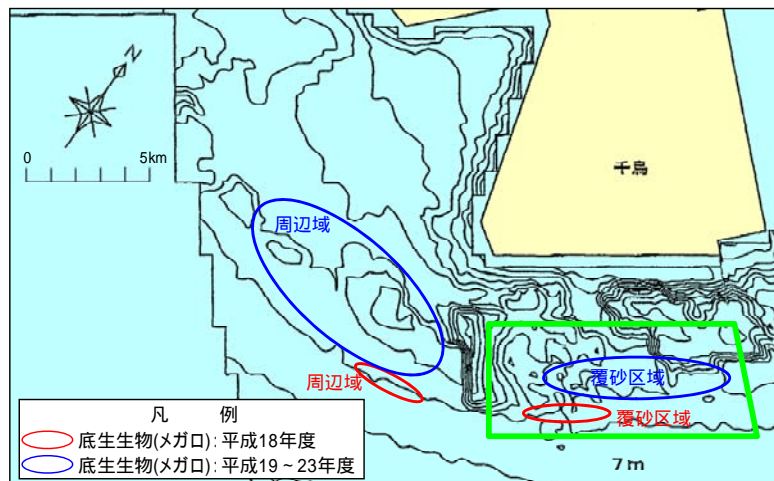 N
0 5km
千鳥
周辺域
周辺域
覆砂区域
覆砂区域
7m
凡 例
底生生物(メガロ): 平成18年度
底生生物(メガロ): 平成19～23年度